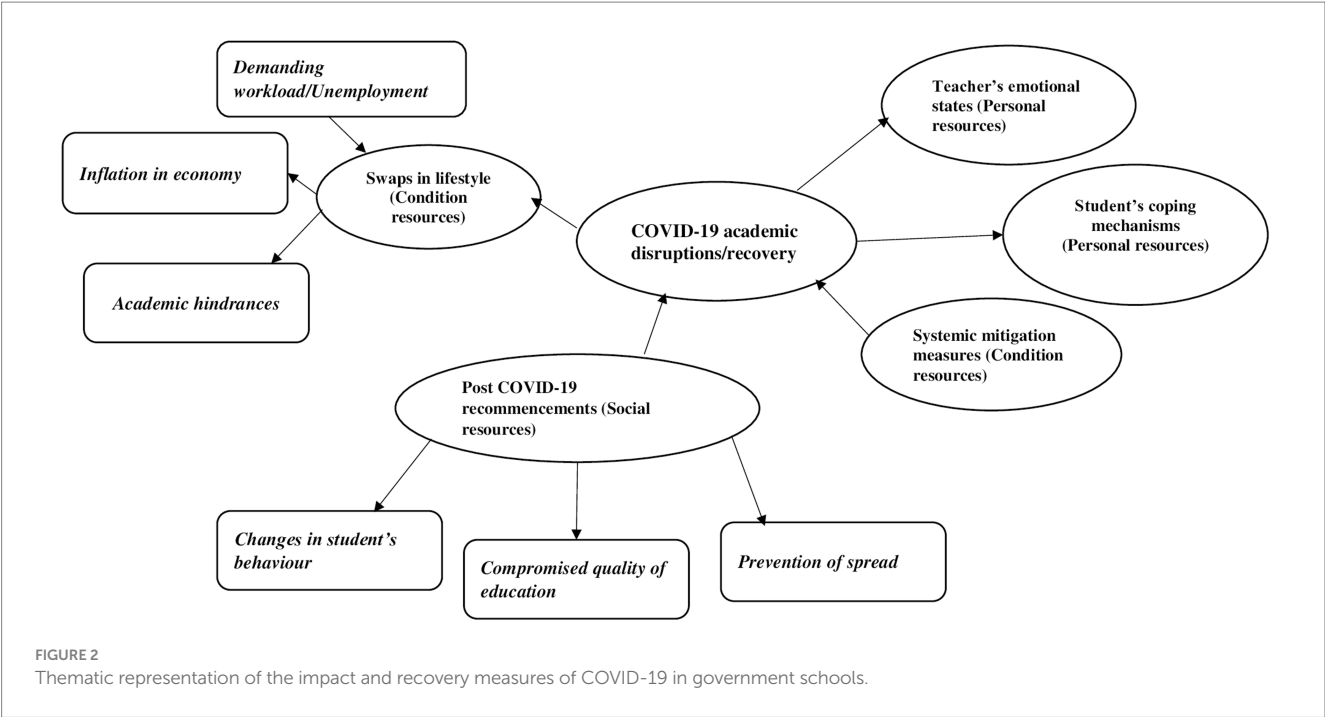 Demanding
workload/Unemployment
Teacher’s emotional
states (Personal
resources)
Inflation in economy
Swaps in lifestyle
(Condition
resources)
COVID-19 academic
disruptions/recovery
Student’s coping
mechanisms
(Personal resources)
Academic hindrances
Systemic mitigation
measures (Condition
resources)
Post COVID-19
recommencements (Social
resources)
Changes in student’s
behaviour
Compromised quality of
education
Prevention of spread
FIGURE 2
Thematic representation of the impact and recovery measures of COVID-19 in government schools.